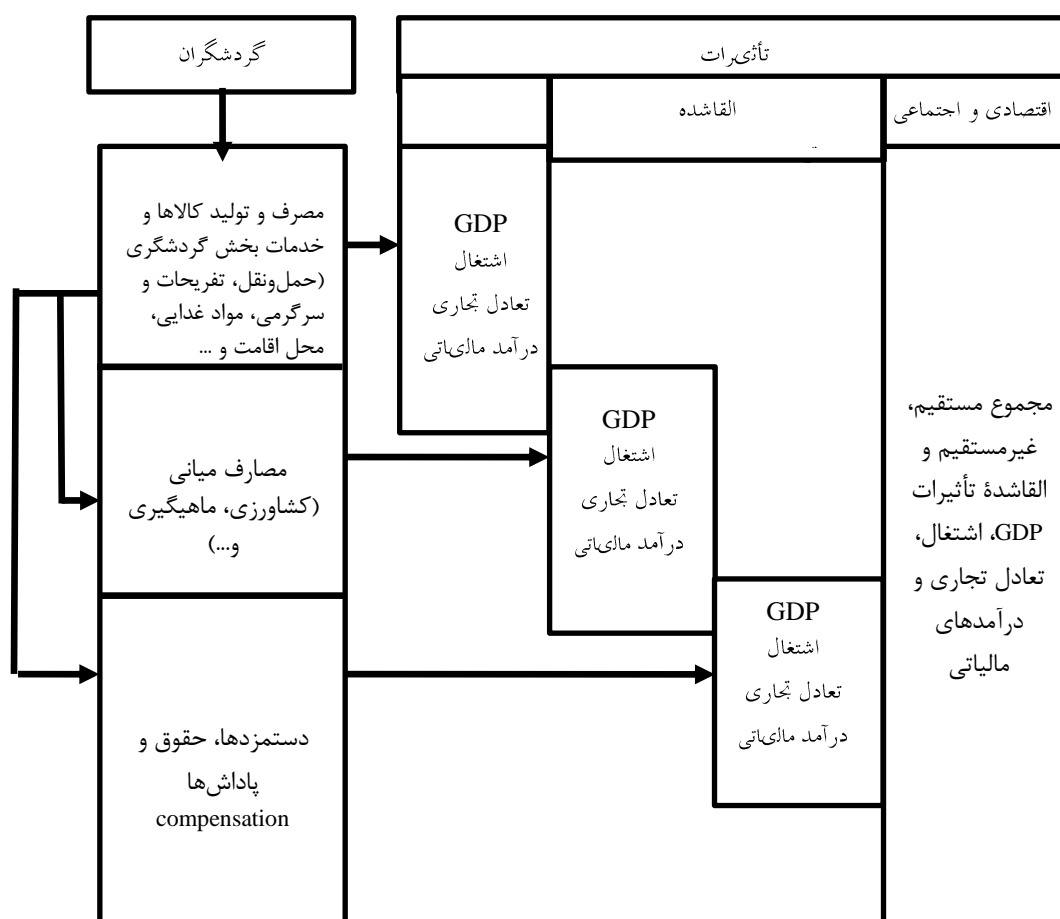 گردشگران
تأثیرات
القاشده
اقتصادی و اجتماعی
مصرف و تولید کالاها و
خدمات بخش گردشگری
(حمل‌ونقل، تفریحات و
سرگرمی، مواد غدایی،
محل اقامت و ...
GDP
اشتغال
تعادل تجاری
درآمد مالیاتی
مصارف میانی
(کشاورزی، ماهیگیری
و...)
GDP
اشتغال
تعادل تجاری
درآمد مالیاتی
دستمزدها، حقوق و
پاداش‌ها
compensation
GDP
اشتغال
تعادل تجاری
درآمد مالیاتی
مجموع مستقیم،
غیرمستقیم و
القاشدهٔ تأثیرات
GDP، اشتغال،
تعادل تجاری و
درآمدهای
مالیاتی